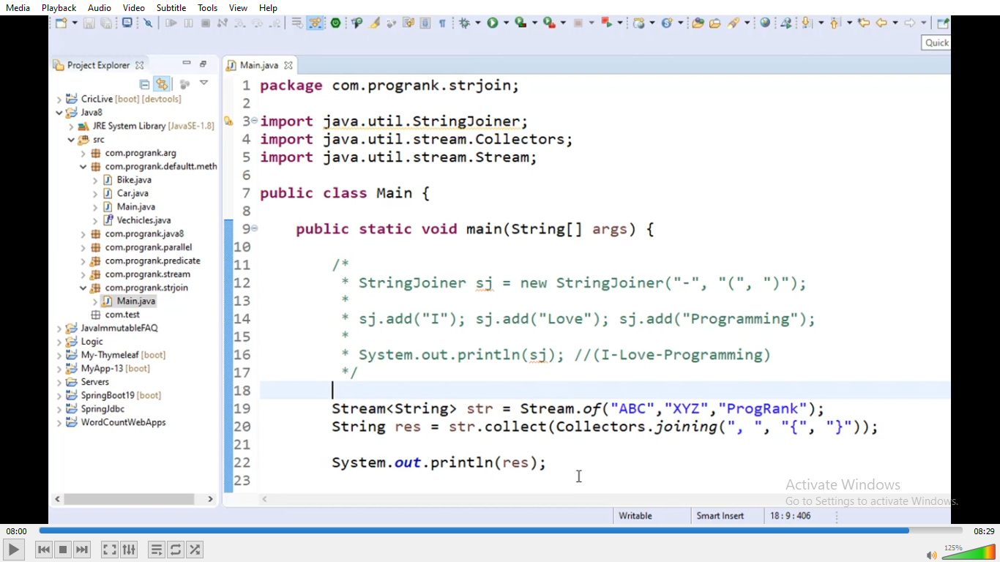 Media Playback Audio Video Subtitle Tools View Help
Quick
Project Explorer
Main.java
CricLive [boot] [devtools]
Java8
JRE System Library [JavaSE-1.8]
src
com.progrank.arg
com.progrank.defaultt.meth
Bike.java
Car.java
Main.java
Vechicles.java
com.progrank.java8
com.progrank.parallel
com.progrank.predicate
com.progrank.stream
com.progrank.strjoin
Main.java
com.test
JavaImmutableFAQ
Logic
My-Thymeleaf [boot]
MyApp-13 [boot]
Servers
SpringBoot19 [boot]
SpringJdbc
WordCountWebApps
1 package com.progrank.strjoin;
2
3 import java.util.StringJoiner;
4 import java.util.stream.Collectors;
5 import java.util.stream.Stream;
6
7 public class Main {
8
9 public static void main(String[] args) {
10
11 /*
12 * StringJoiner sj = new StringJoiner("-", "(", ")");
13 *
14 * sj.add("I"); sj.add("Love"); sj.add("Programming");
15 *
16 * System.out.println(sj); //(I-Love-Programming)
17 */
18
19 Stream<String> str = Stream.of("ABC","XYZ","ProgRank");
20 String res = str.collect(Collectors.joining(", ", "{", "}"));
21
22 System.out.println(res);
23
Activate Windows
Go to Settings to activate Windows.
Writable Smart Insert 18 : 9 : 406
08:00 08:29
125%